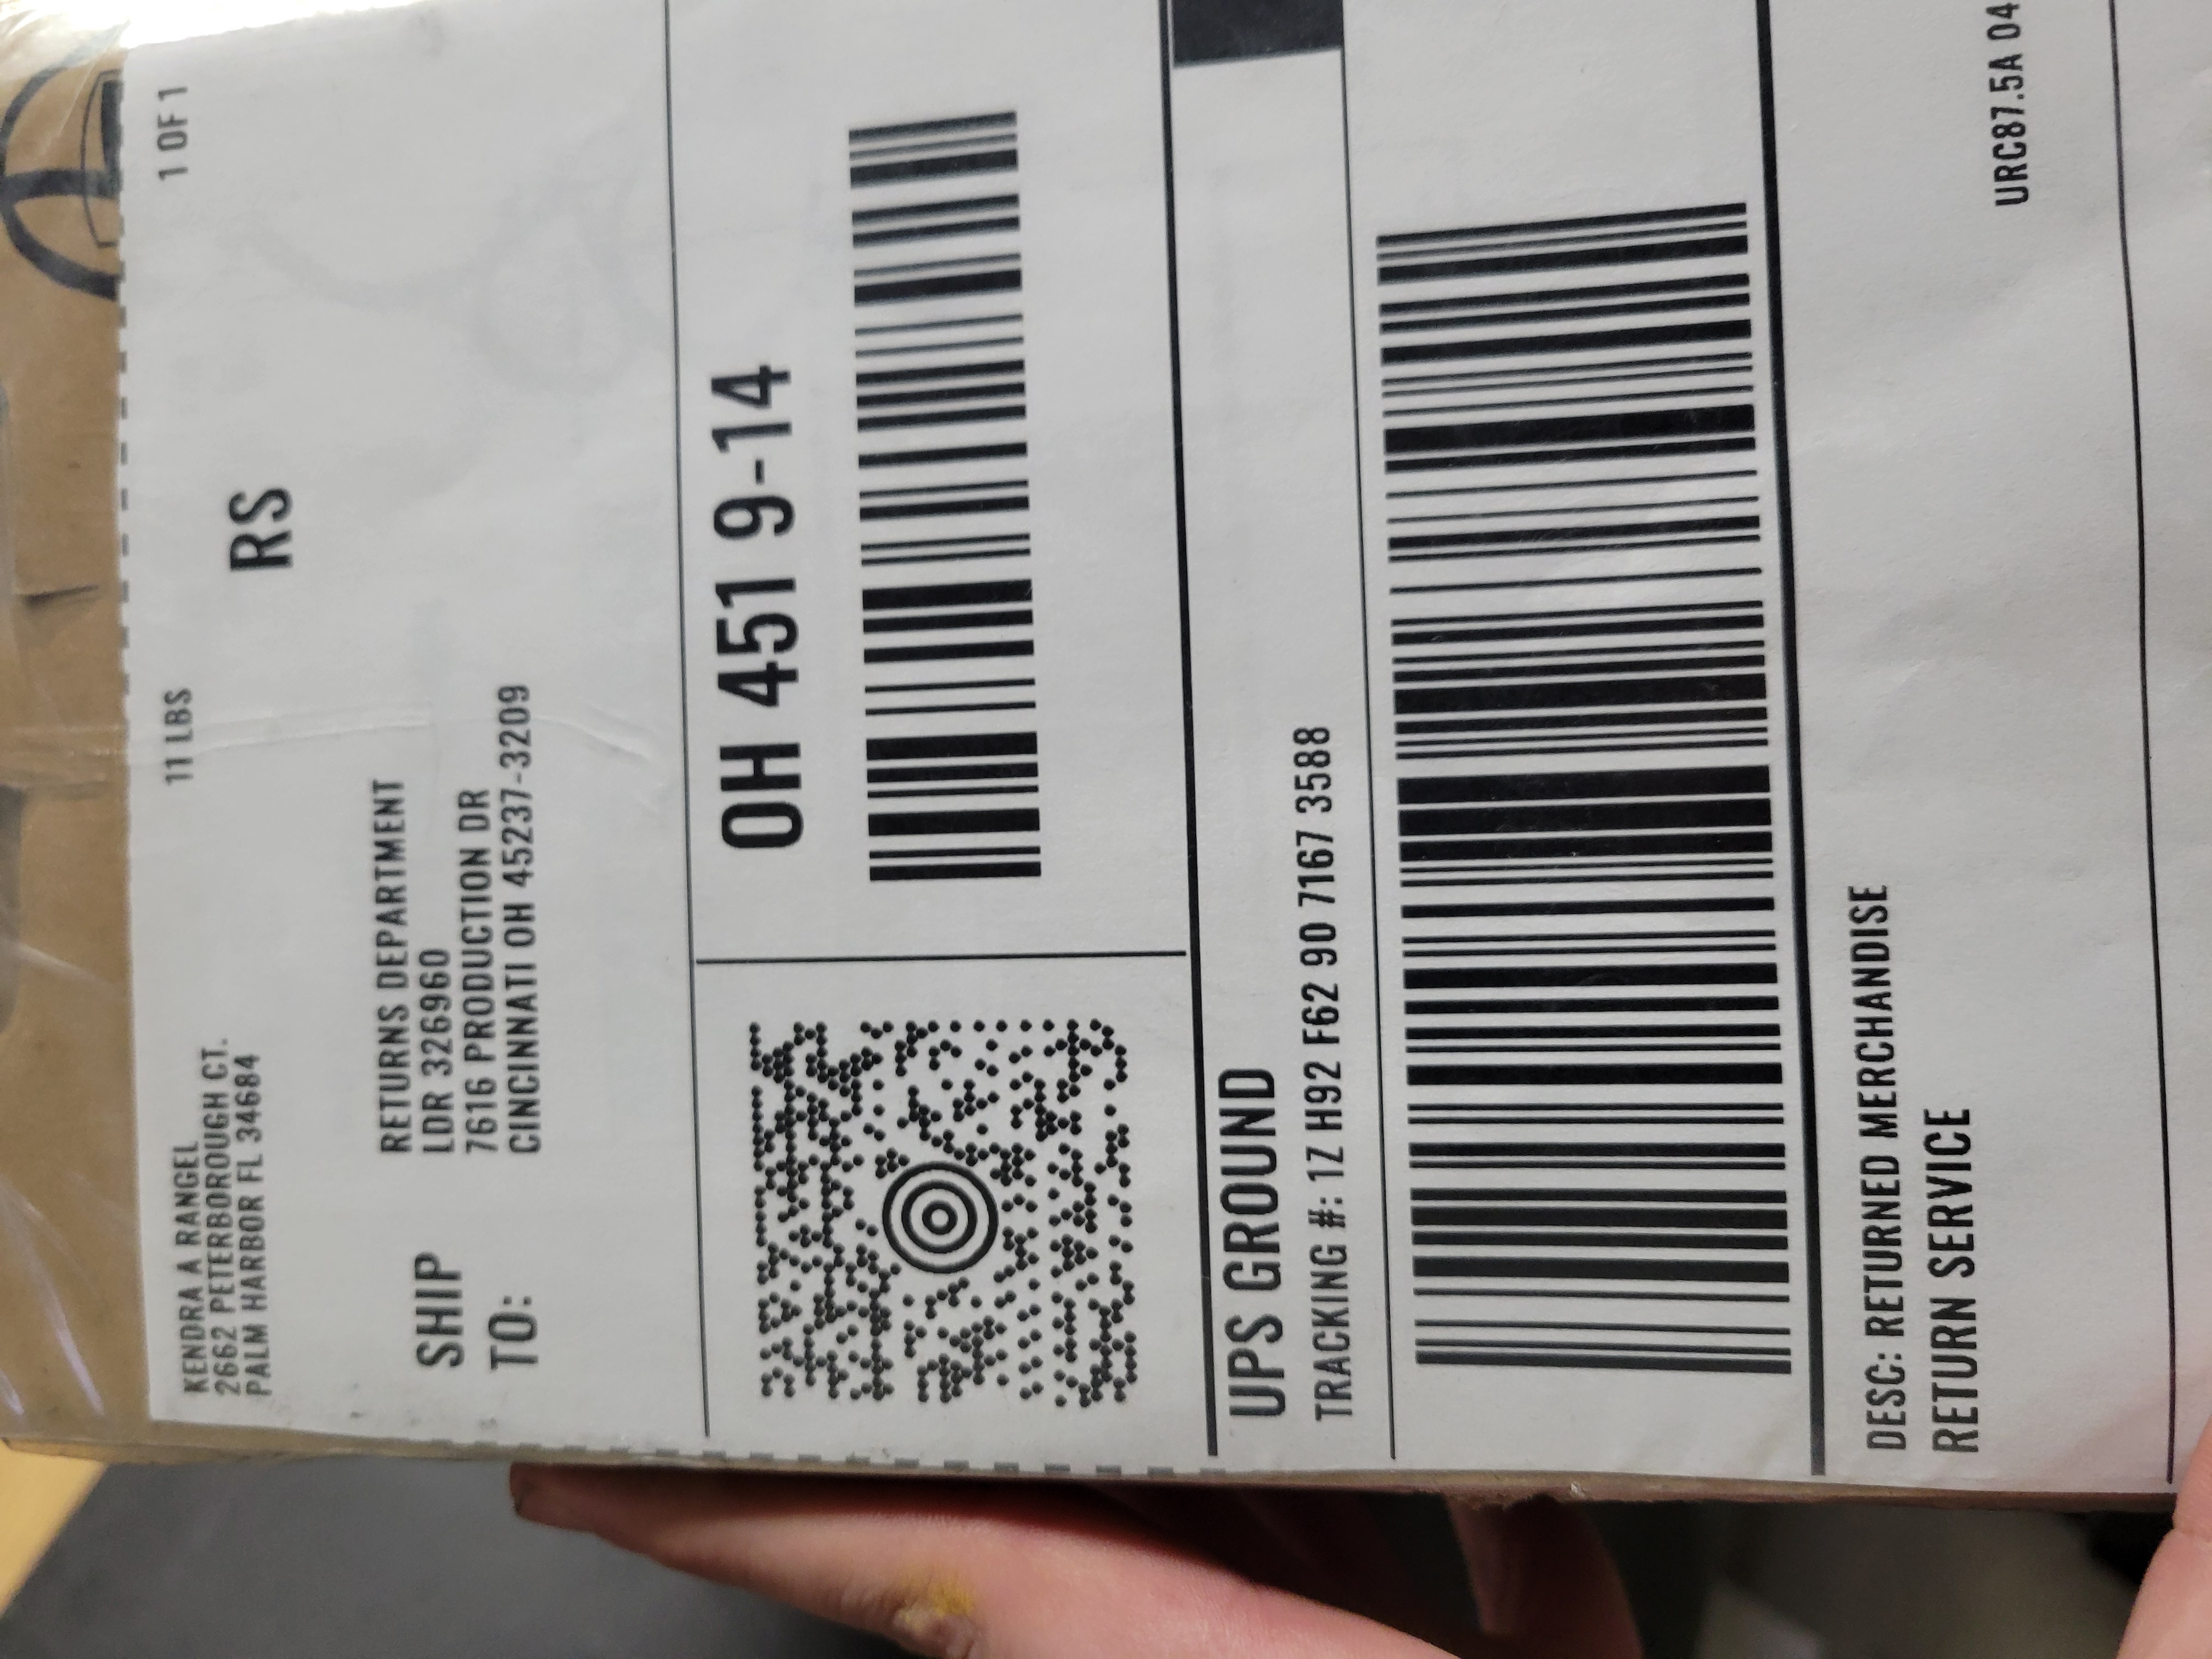 KENDRA A RANGEL
2662 PETERBOROUGH CT.
PALM HARBOR FL 34684
11 LBS
1 OF 1
RS
SHIP
TO:
RETURNS DEPARTMENT
LDR 326960
7616 PRODUCTION DR
CINCINNATI OH 45237-3209
OH 451 9-14
UPS GROUND
TRACKING #: 1Z H92 F62 90 7167 3588
DESC: RETURNED MERCHANDISE
RETURN SERVICE
URC87.5A 04